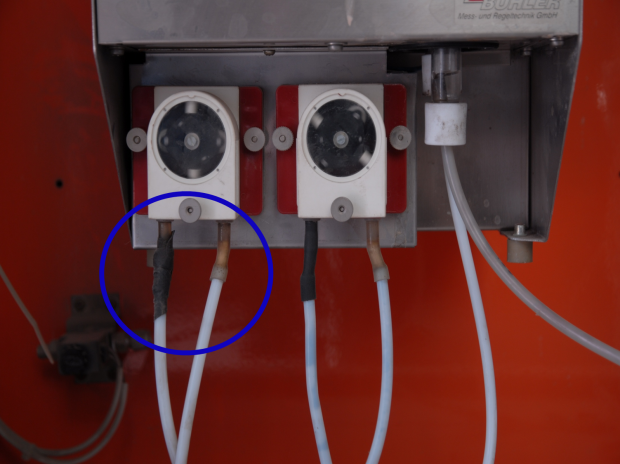 BÜHLER
Mess- und Regeltechnik GmbH